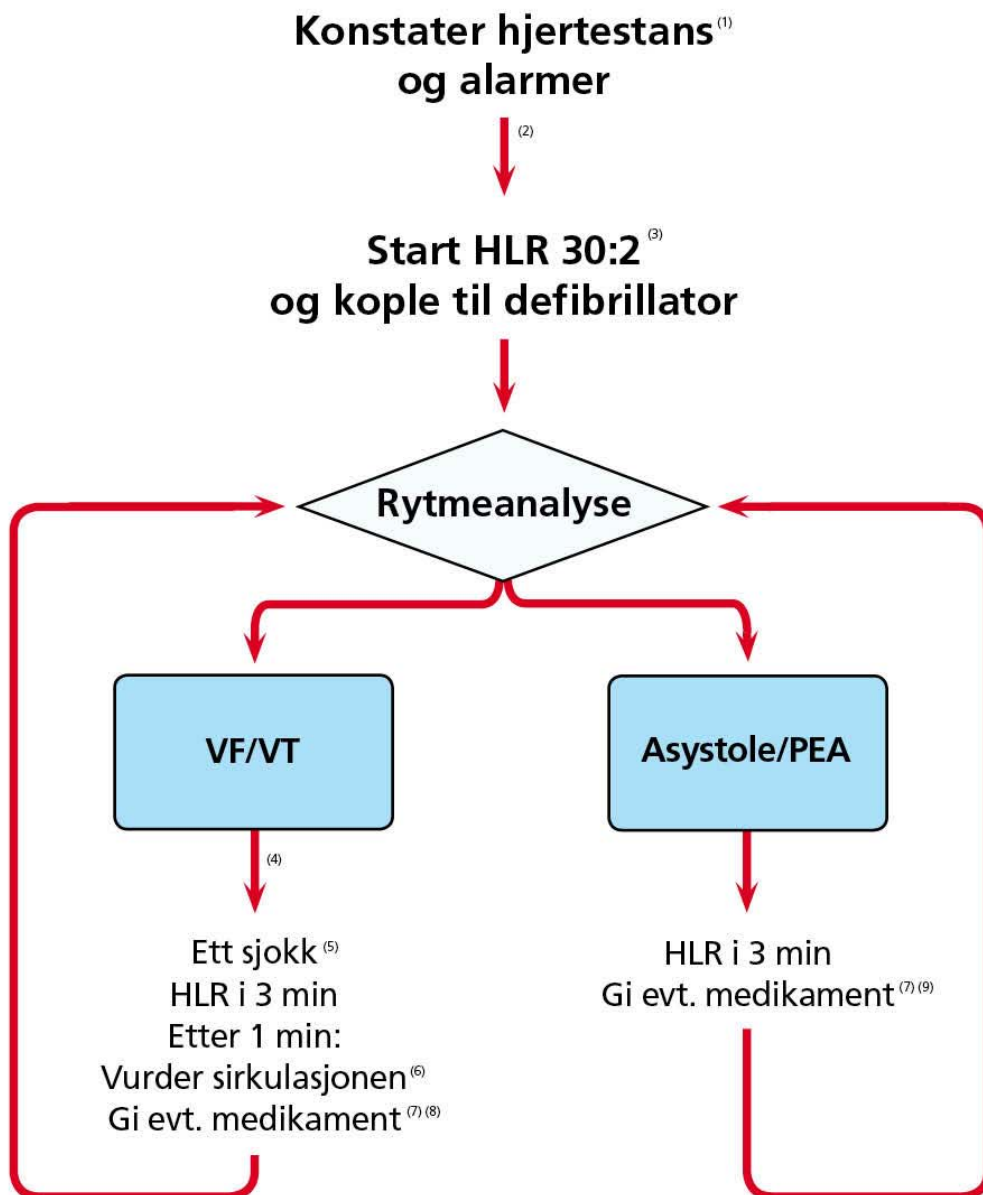 Konstater hjertestans (1)
og alarmer
(2)
Start HLR 30:2 (3)
og kople til defibrillator
Rytmeanalyse
VF/VT
(4)
Ett sjokk (5)
HLR i 3 min
Etter 1 min:
Vurder sirkulasjonen (6)
Gi evt. medikament (7) (8)
Asystole/PEA
HLR i 3 min
Gi evt. medikament (7) (9)